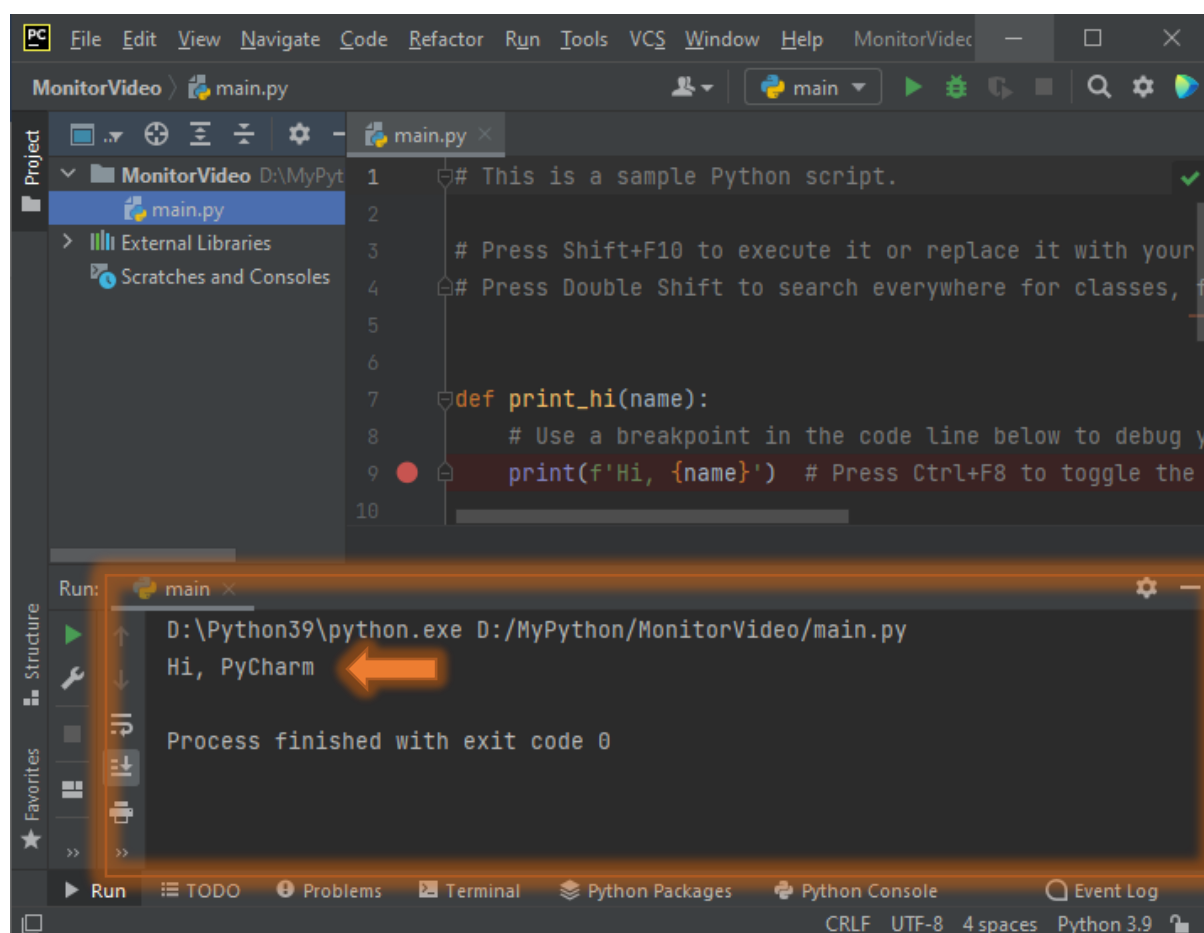 PC File Edit View Navigate Code Refactor Run Tools VCS Window Help MonitorVideo
MonitorVideo main.py main
Project
main.py
MonitorVideo D:\MyPyt
main.py
External Libraries
Scratches and Consoles
1 # This is a sample Python script.
2
3 # Press Shift+F10 to execute it or replace it with your
4 # Press Double Shift to search everywhere for classes, f
5
6
7 def print_hi(name):
8 # Use a breakpoint in the code line below to debug y
9 print(f'Hi, {name}') # Press Ctrl+F8 to toggle the
10
Run: main
D:\Python39\python.exe D:/MyPython/MonitorVideo/main.py
Hi, PyCharm
Process finished with exit code 0
Structure
Favorites
Run TODO Problems Terminal Python Packages Python Console Event Log
CRLF UTF-8 4 spaces Python 3.9